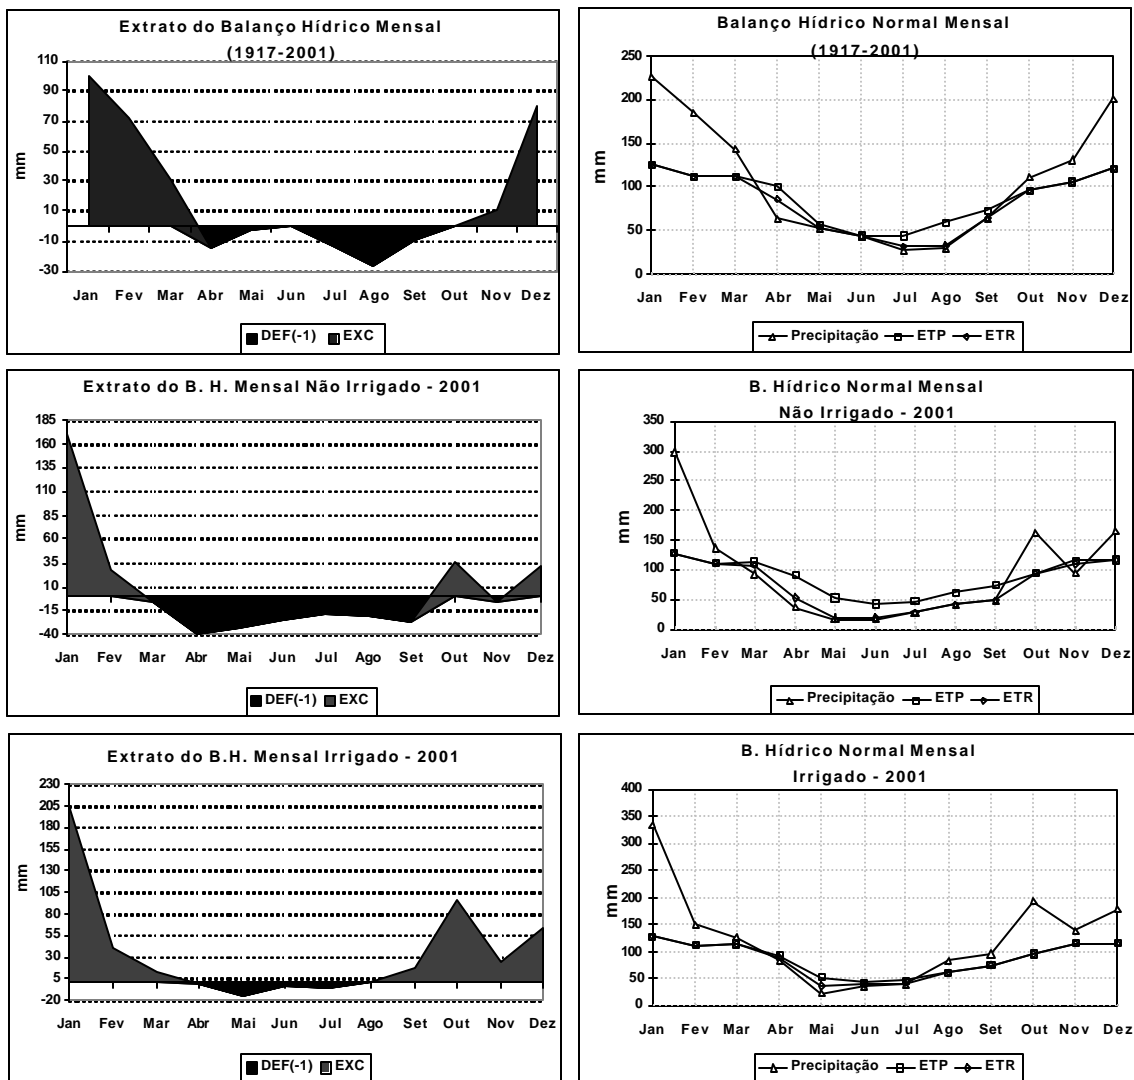 Extrato do Balanço Hídrico Mensal
(1917-2001)
110
90
70
50
30
10
-10
-30
mm
Jan Fev Mar Abr Mai Jun Jul Ago Set Out Nov Dez
DEF(-1) EXC
Balanço Hídrico Normal Mensal
(1917-2001)
250
200
150
100
50
0
mm
Jan Fev Mar Abr Mai Jun Jul Ago Set Out Nov Dez
Precipitação ETP ETR
Extrato do B. H. Mensal Não Irrigado - 2001
185
160
135
110
85
60
35
10
-15
-40
mm
Jan Fev Mar Abr Mai Jun Jul Ago Set Out Nov Dez
DEF(-1) EXC
B. Hídrico Normal Mensal
Não Irrigado - 2001
350
300
250
200
150
100
50
0
mm
Jan Fev Mar Abr Mai Jun Jul Ago Set Out Nov Dez
Precipitação ETP ETR
Extrato do B.H. Mensal Irrigado - 2001
230
205
180
155
130
105
80
55
30
5
-20
mm
Jan Fev Mar Abr Mai Jun Jul Ago Set Out Nov Dez
DEF(-1) EXC
B. Hídrico Normal Mensal
Irrigado - 2001
400
350
300
250
200
150
100
50
0
mm
Jan Fev Mar Abr Mai Jun Jul Ago Set Out Nov Dez
Precipitação ETP ETR